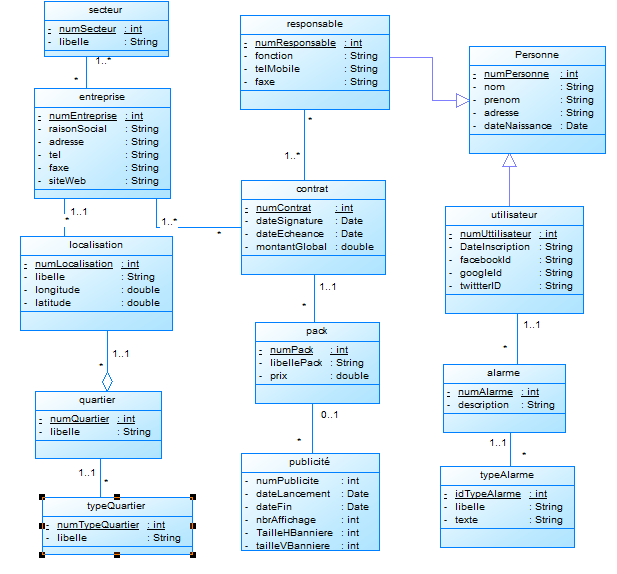 secteur
- numSecteur : int
- libelle : String
1..*
*
entreprise
- numEntreprise : int
- raisonSocial : String
- adresse : String
- tel : String
- faxe : String
- siteWeb : String
1..1
*
1..*
*
localisation
- numLocalisation : int
- libelle : String
- longitude : double
- latitude : double
1..1
*
quartier
- numQuartier : int
- libelle : String
1..1
*
typeQuartier
- numTypeQuartier : int
- libelle : String
responsable
- numResponsable : int
- fonction : String
- telMobile : String
- faxe : String
*
1..*
contrat
- numContrat : int
- dateSignature : Date
- dateEcheance : Date
- montantGlobal : double
1..1
*
pack
- numPack : int
- libellePack : String
- prix : double
0..1
*
publicité
- numPublicite : int
- dateLancement : Date
- dateFin : Date
- nbrAffichage : int
- TailleHBanniere : int
- tailleVBanniere : int
Personne
- numPersonne : int
- nom : String
- prenom : String
- adresse : String
- dateNaissance : Date
utilisateur
- numUttilisateur : int
- DateInscription : String
- facebookId : String
- googleId : String
- twittterID : String
1..1
*
alarme
- numAlarme : int
- description : String
1..1
*
typeAlarme
- idTypeAlarme : int
- libelle : String
- texte : String